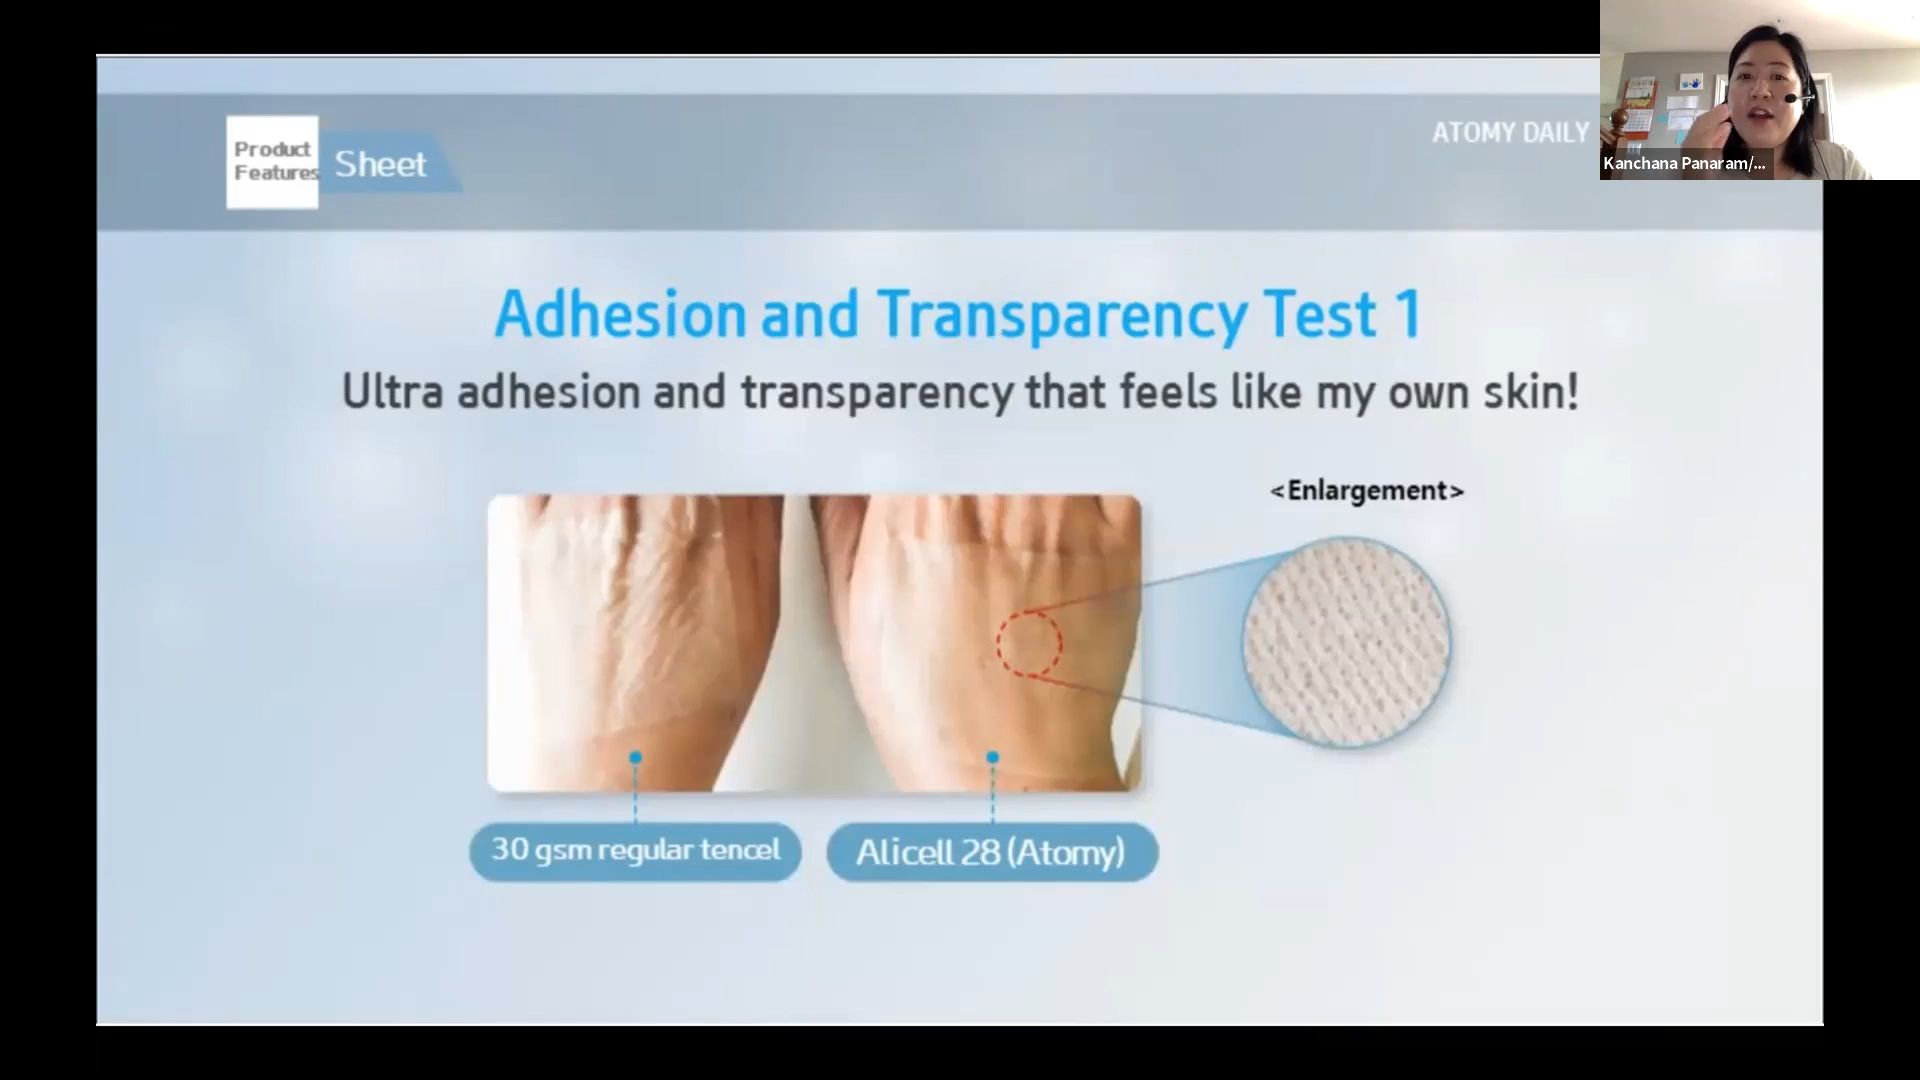 Product
Features
Sheet
ATOMY DAILY
Kanchana Panaram/...
Adhesion and Transparency Test 1
Ultra adhesion and transparency that feels like my own skin!
<Enlargement>
30 gsm regular tencel
Alicell 28 (Atomy)